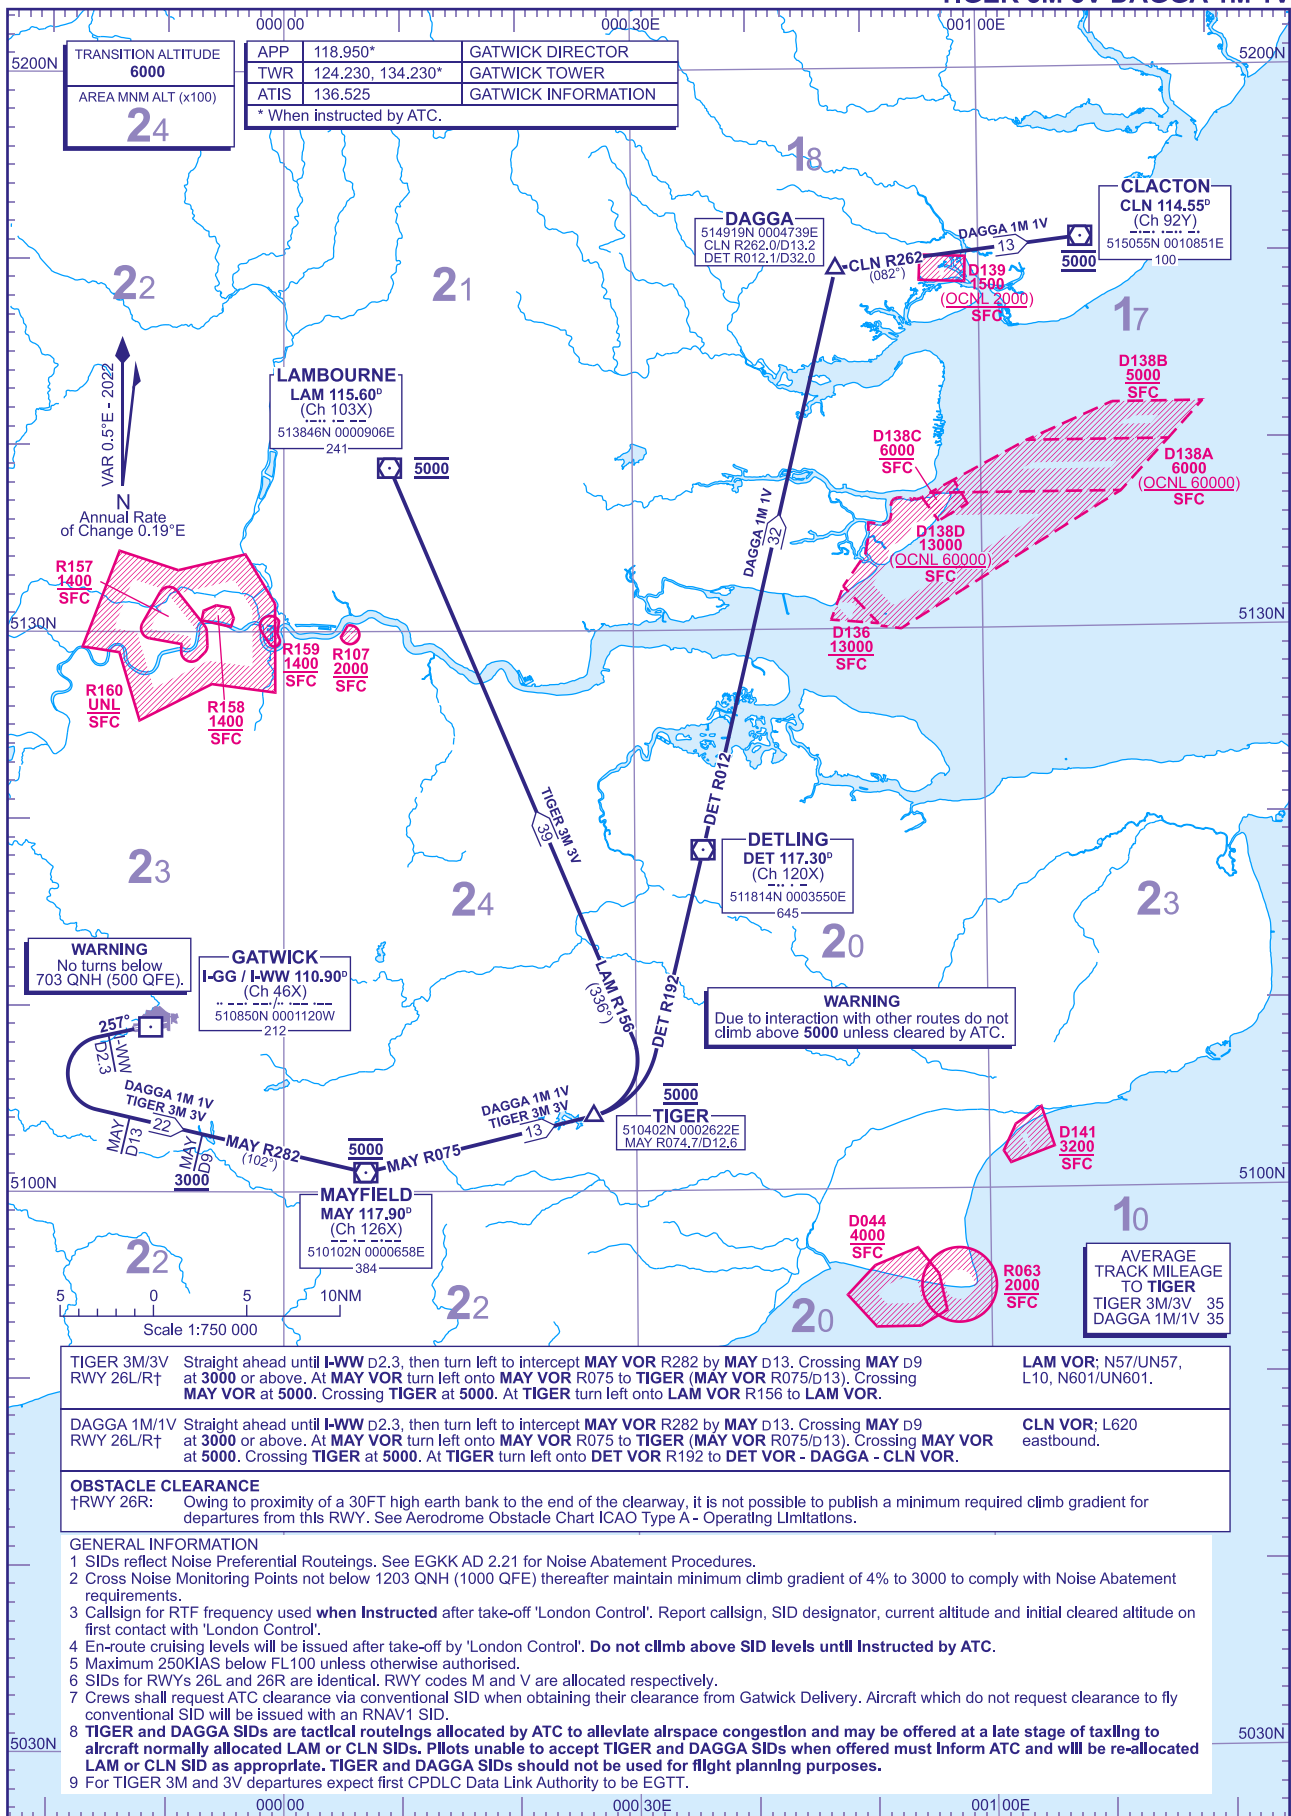 000 00
000 30E
001 00E
5200N
5200N
TRANSITION ALTITUDE
6000
AREA MNM ALT (x100)
24
APP 118.950* GATWICK DIRECTOR
TWR 124.230, 134.230* GATWICK TOWER
ATIS 136.525 GATWICK INFORMATION
* When instructed by ATC.
18
CLACTON
CLN 114.55D
(Ch 92Y)
515055N 0010851E
100
DAGGA
514919N 0004739E
CLN R262.0/D13.2
DET R012.1/D32.0
DAGGA 1M 1V
13
5000
CLN R262
(082°)
D139
1500
(OCNL 2000)
SFC
22
21
17
VAR 0.5°E - 2022
N
Annual Rate
of Change 0.19°E
LAMBOURNE
LAM 115.60D
(Ch 103X)
513846N 0000906E
241
5000
D138B
5000
SFC
D138C
6000
SFC
D138A
6000
(OCNL 60000)
SFC
D138D
13000
(OCNL 60000)
SFC
DAGGA 1M 1V
32
R157
1400
SFC
5130N
5130N
D136
13000
SFC
R159
1400
SFC
R107
2000
SFC
R160
UNL
SFC
R158
1400
SFC
DET R012
TIGER 3M 3V
39
DETLING
DET 117.30D
(Ch 120X)
511814N 0003550E
645
23
24
20
23
WARNING
No turns below
703 QNH (500 QFE).
GATWICK
I-GG / I-WW 110.90D
(Ch 46X)
510850N 0001120W
212
LAM R156
(336°)
DET R192
WARNING
Due to interaction with other routes do not
climb above 5000 unless cleared by ATC.
257°
I-WW
D2.3
DAGGA 1M 1V
TIGER 3M 3V
22
MAY
D13
MAY
D9
3000
MAY R282
(102°)
DAGGA 1M 1V
TIGER 3M 3V
13
5000
TIGER
510402N 0002622E
MAY R074.7/D12.6
5000
MAY R075
D141
3200
SFC
5100N
5100N
MAYFIELD
MAY 117.90D
(Ch 126X)
510102N 0000658E
384
10
D044
4000
SFC
R063
2000
SFC
22
22
20
AVERAGE
TRACK MILEAGE
TO TIGER
TIGER 3M/3V 35
DAGGA 1M/1V 35
5 0 5 10NM
Scale 1:750 000
TIGER 3M/3V Straight ahead until I-WW D2.3, then turn left to intercept MAY VOR R282 by MAY D13. Crossing MAY D9 LAM VOR; N57/UN57,
RWY 26L/R† at 3000 or above. At MAY VOR turn left onto MAY VOR R075 to TIGER (MAY VOR R075/D13). Crossing L10, N601/UN601.
MAY VOR at 5000. Crossing TIGER at 5000. At TIGER turn left onto LAM VOR R156 to LAM VOR.
DAGGA 1M/1V Straight ahead until I-WW D2.3, then turn left to intercept MAY VOR R282 by MAY D13. Crossing MAY D9 CLN VOR; L620
RWY 26L/R† at 3000 or above. At MAY VOR turn left onto MAY VOR R075 to TIGER (MAY VOR R075/D13). Crossing MAY VOR eastbound.
at 5000. Crossing TIGER at 5000. At TIGER turn left onto DET VOR R192 to DET VOR - DAGGA - CLN VOR.
OBSTACLE CLEARANCE
†RWY 26R: Owing to proximity of a 30FT high earth bank to the end of the clearway, it is not possible to publish a minimum required climb gradient for
departures from this RWY. See Aerodrome Obstacle Chart ICAO Type A - Operating Limitations.
GENERAL INFORMATION
1 SIDs reflect Noise Preferential Routeings. See EGKK AD 2.21 for Noise Abatement Procedures.
2 Cross Noise Monitoring Points not below 1203 QNH (1000 QFE) thereafter maintain minimum climb gradient of 4% to 3000 to comply with Noise Abatement
requirements.
3 Callsign for RTF frequency used when Instructed after take-off 'London Control'. Report callsign, SID designator, current altitude and initial cleared altitude on
first contact with 'London Control'.
4 En-route cruising levels will be issued after take-off by 'London Control'. Do not climb above SID levels until Instructed by ATC.
5 Maximum 250KIAS below FL100 unless otherwise authorised.
6 SIDs for RWYs 26L and 26R are identical. RWY codes M and V are allocated respectively.
7 Crews shall request ATC clearance via conventional SID when obtaining their clearance from Gatwick Delivery. Aircraft which do not request clearance to fly
conventional SID will be issued with an RNAV1 SID.
8 TIGER and DAGGA SIDs are tactical routeings allocated by ATC to alleviate airspace congestion and may be offered at a late stage of taxiing to
aircraft normally allocated LAM or CLN SIDs. Pilots unable to accept TIGER and DAGGA SIDs when offered must inform ATC and will be re-allocated
LAM or CLN SID as appropriate. TIGER and DAGGA SIDs should not be used for flight planning purposes.
9 For TIGER 3M and 3V departures expect first CPDLC Data Link Authority to be EGTT.
5030N
5030N
000 00
000 30E
001 00E